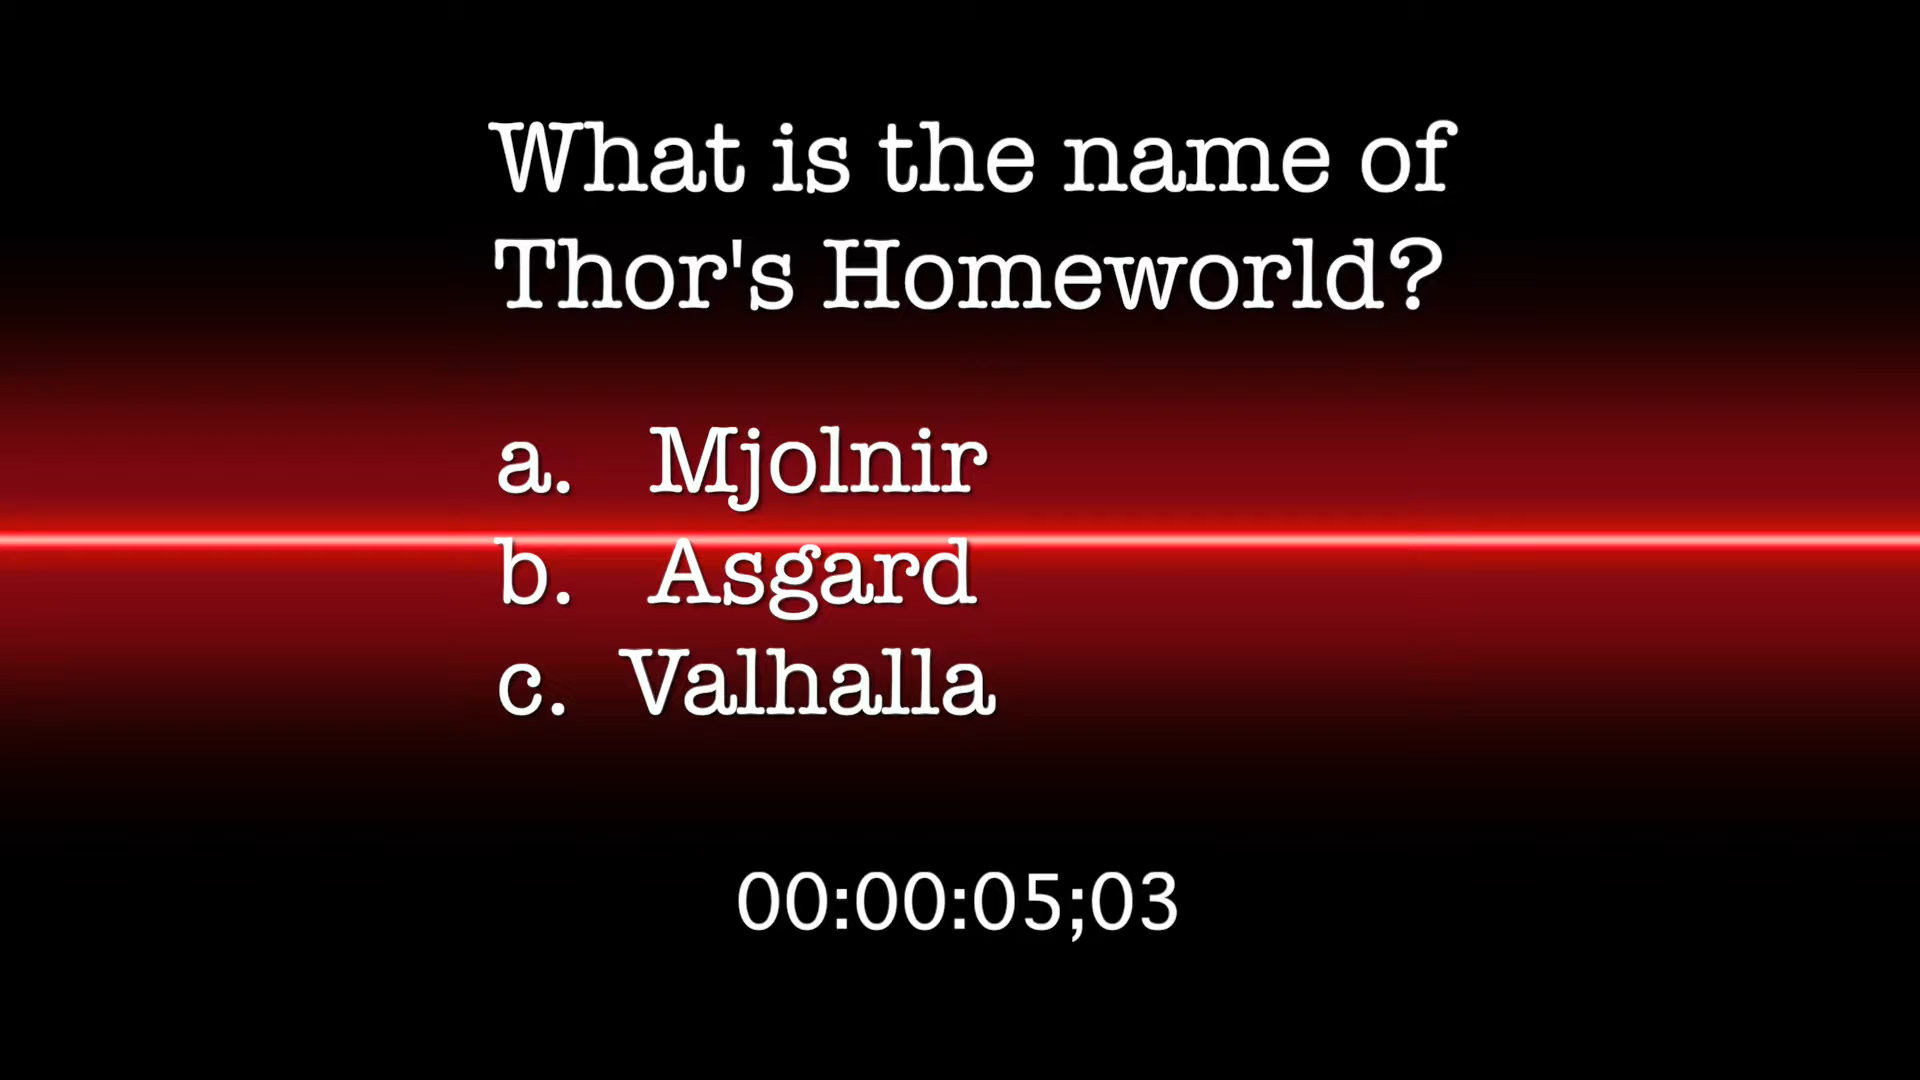 What is the name of
Thor's Homeworld?
a. Mjolnir
b. Asgard
c. Valhalla
00:00:05;03